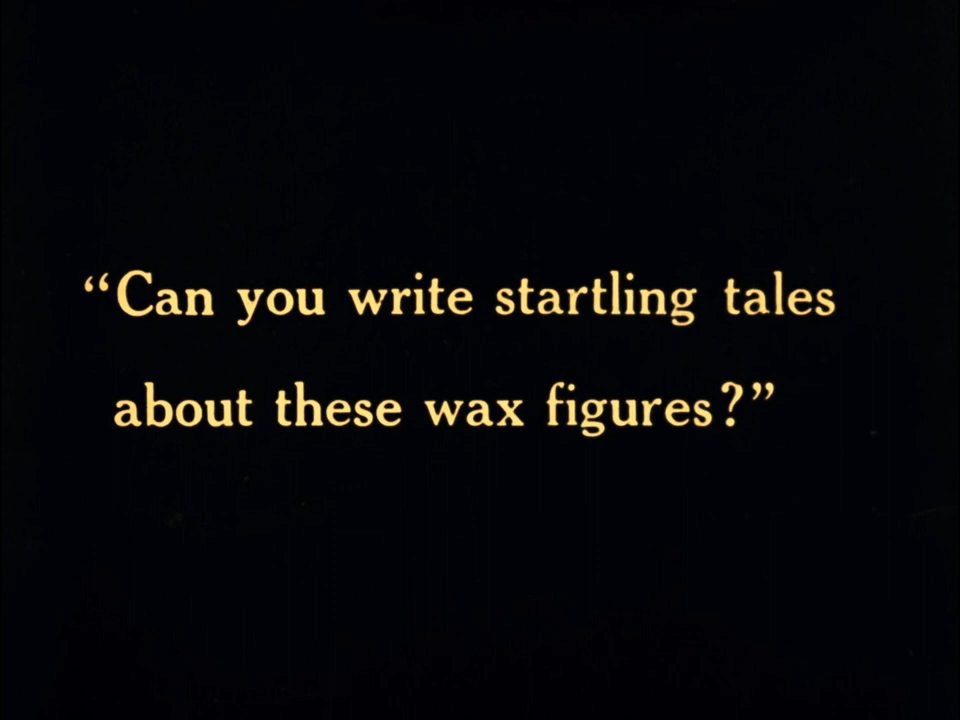 “Can you write startling tales
about these wax figures?”